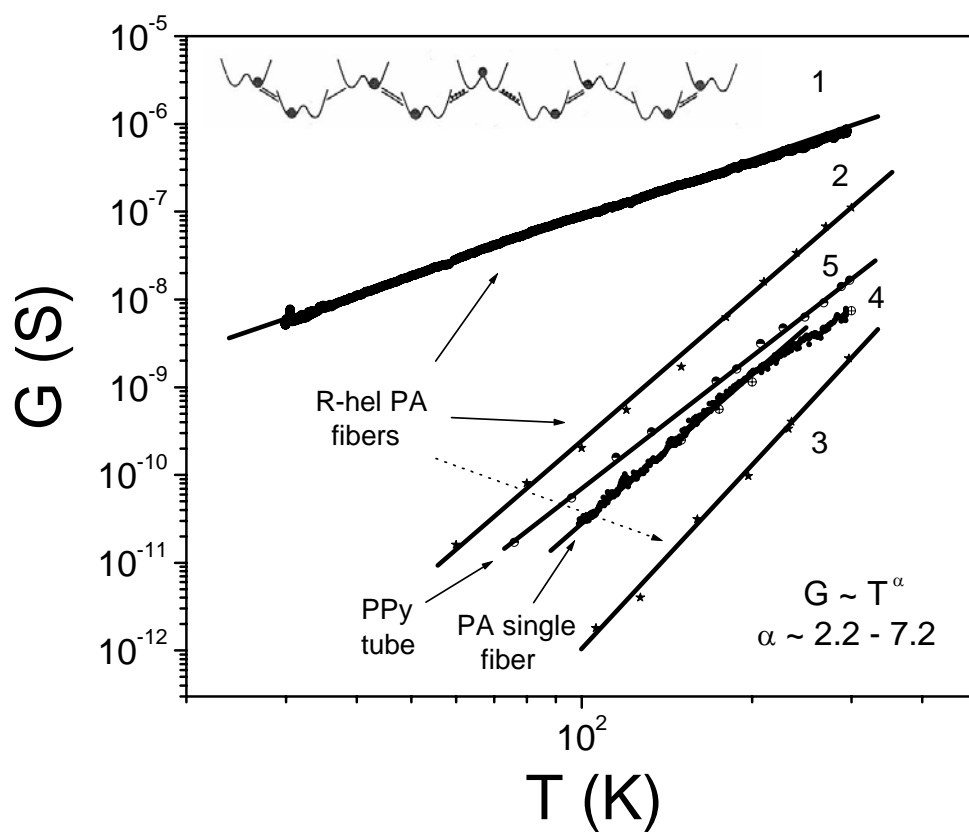 10^-5
10^-6
10^-7
10^-8
10^-9
10^-10
10^-11
10^-12
G (S)
1
2
5
4
3
R-hel PA
fibers
PPy
tube
PA single
fiber
G ~ T^α
α ~ 2.2 - 7.2
10^2
T (K)